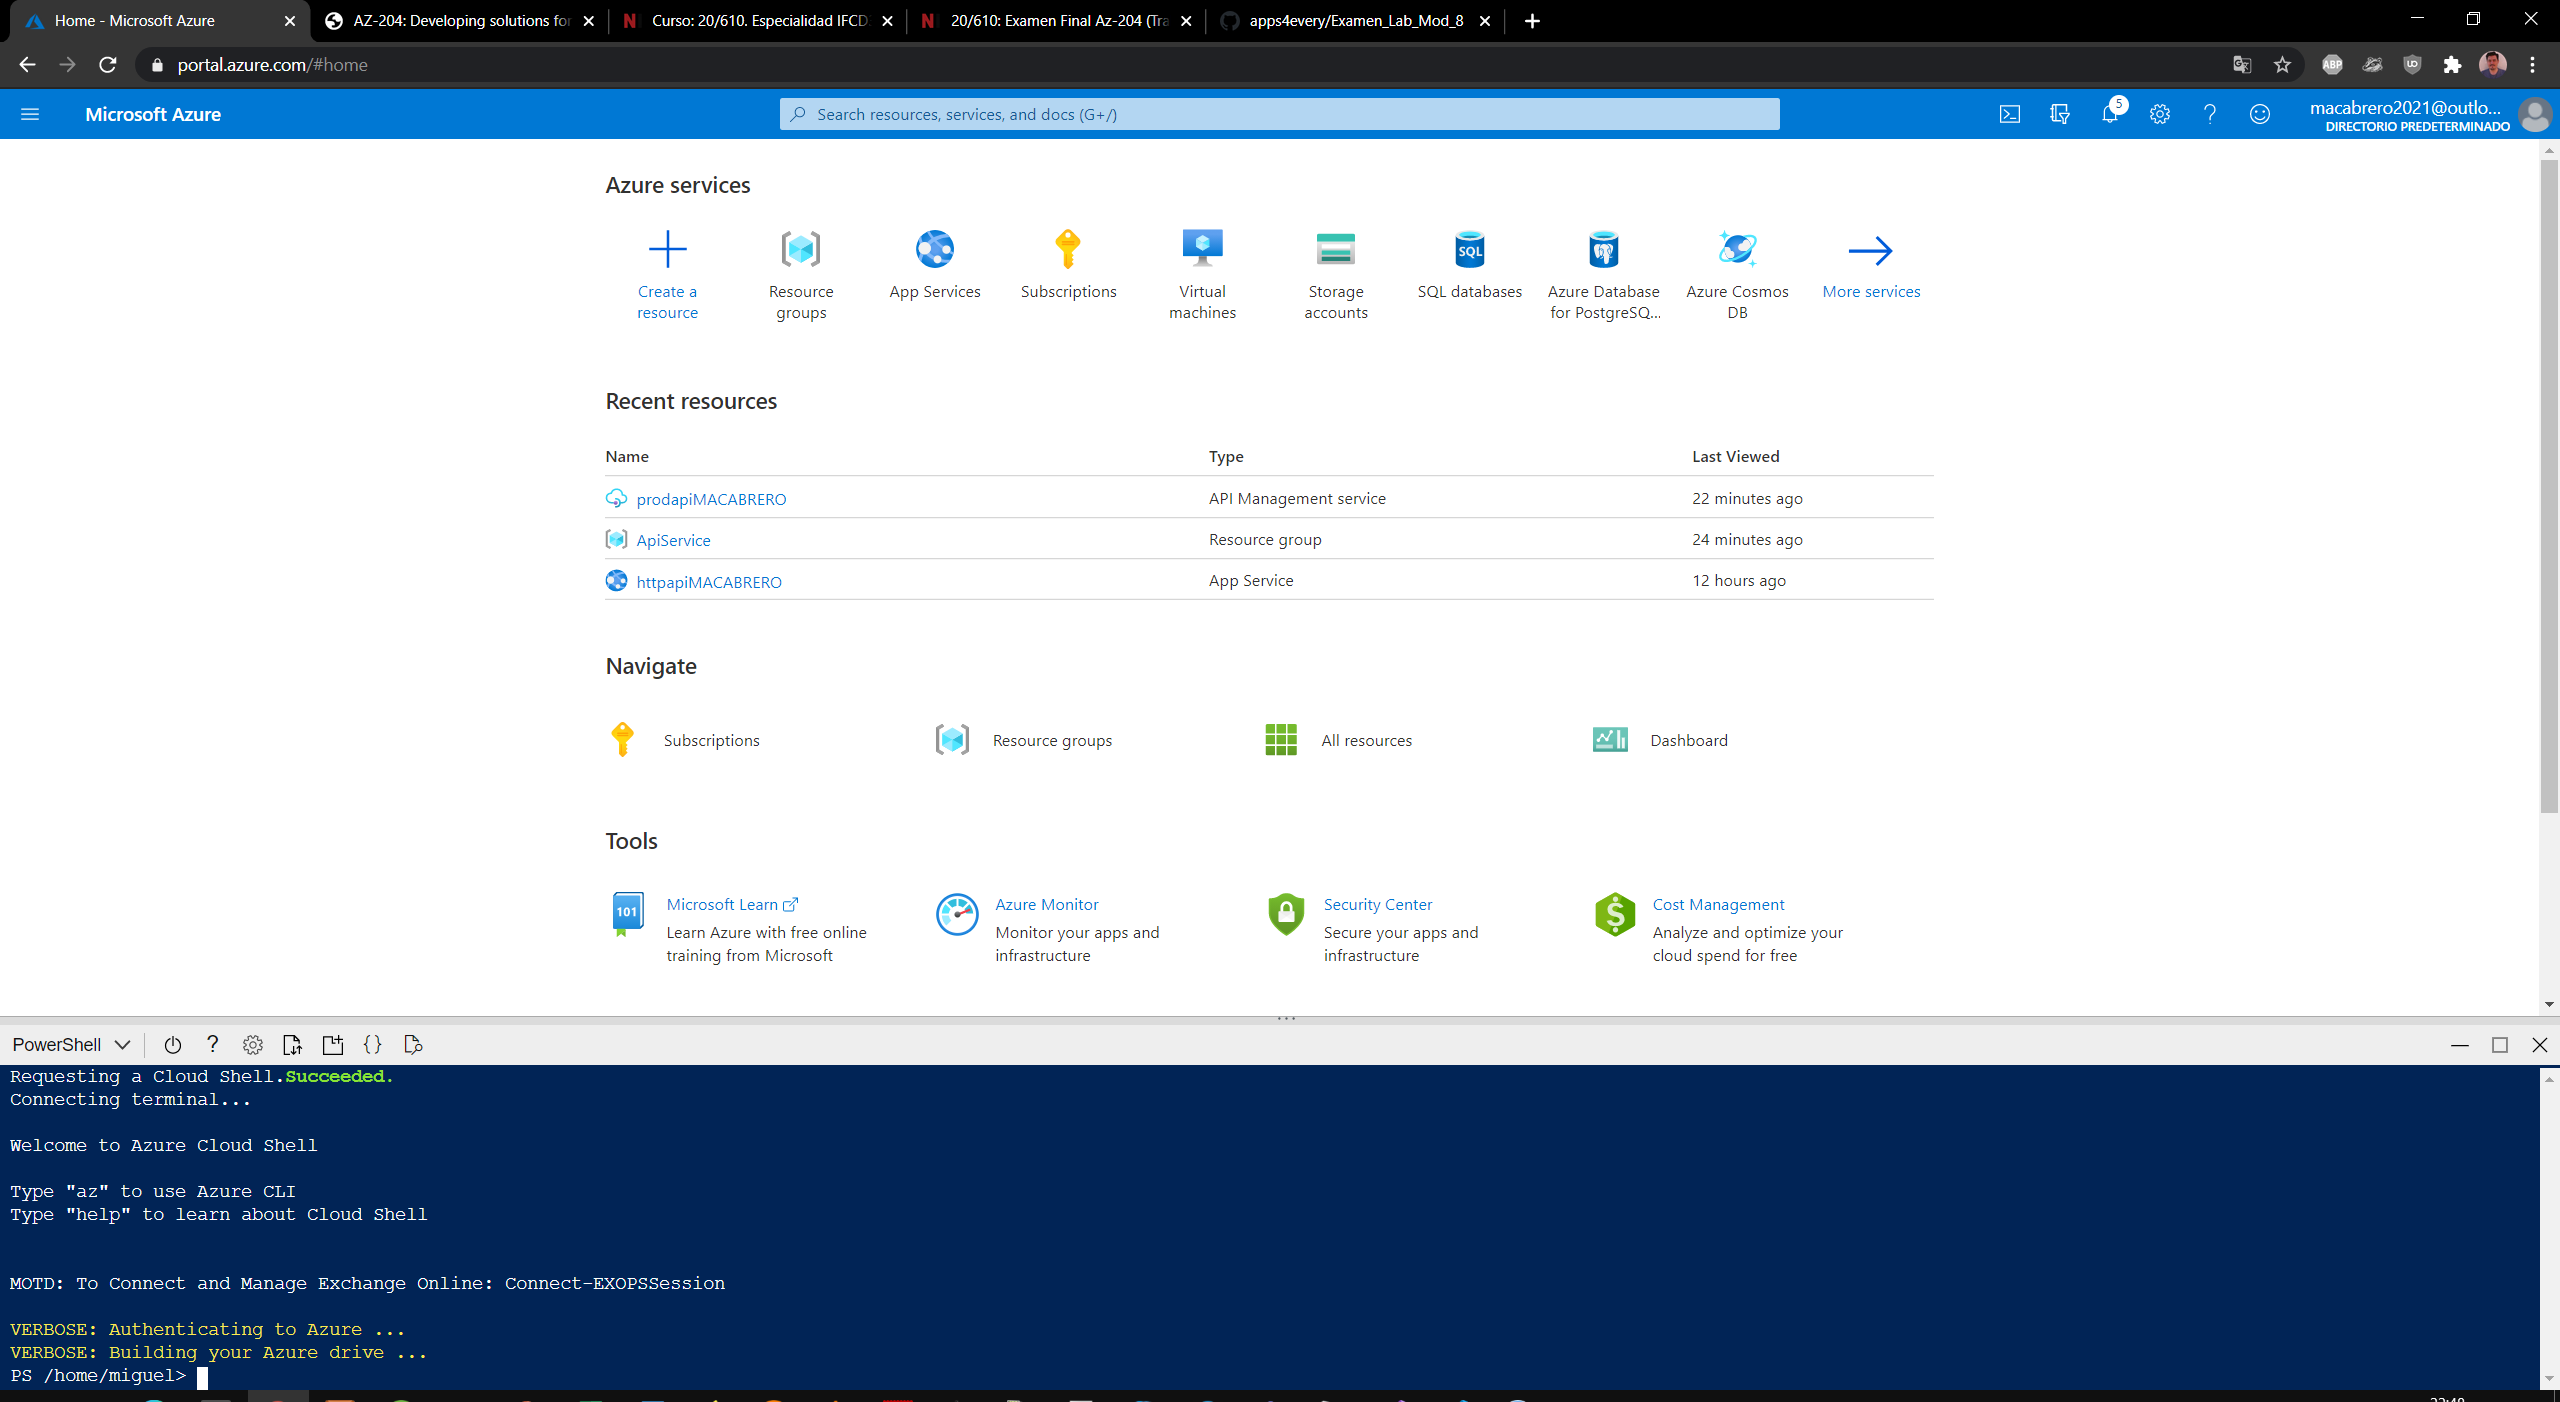 Home - Microsoft Azure
AZ-204: Developing solutions for
Curso: 20/610. Especialidad IFCD
20/610: Examen Final Az-204 (Tra
apps4every/Examen_Lab_Mod_8
portal.azure.com/#home
ABP
Microsoft Azure
Search resources, services, and docs (G+/)
5
macabrero2021@outlo...
DIRECTORIO PREDETERMINADO
Azure services
Create a resource
Resource groups
App Services
Subscriptions
Virtual machines
Storage accounts
SQL
SQL databases
Azure Database for PostgreSQ...
Azure Cosmos DB
More services
Recent resources
Name Type Last Viewed
prodapiMACABRERO API Management service 22 minutes ago
ApiService Resource group 24 minutes ago
httpapiMACABRERO App Service 12 hours ago
Navigate
Subscriptions
Resource groups
All resources
Dashboard
Tools
101
Microsoft Learn
Learn Azure with free online
training from Microsoft
Azure Monitor
Monitor your apps and
infrastructure
Security Center
Secure your apps and
infrastructure
Cost Management
Analyze and optimize your
cloud spend for free
PowerShell
Requesting a Cloud Shell.Succeeded.
Connecting terminal...
Welcome to Azure Cloud Shell
Type "az" to use Azure CLI
Type "help" to learn about Cloud Shell
MOTD: To Connect and Manage Exchange Online: Connect-EXOPSSession
VERBOSE: Authenticating to Azure ...
VERBOSE: Building your Azure drive ...
PS /home/miguel>